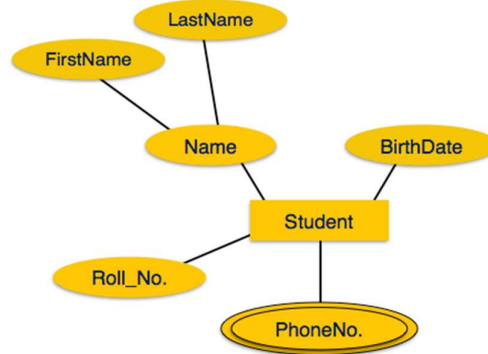 LastName
FirstName
Name
BirthDate
Student
Roll_No.
PhoneNo.